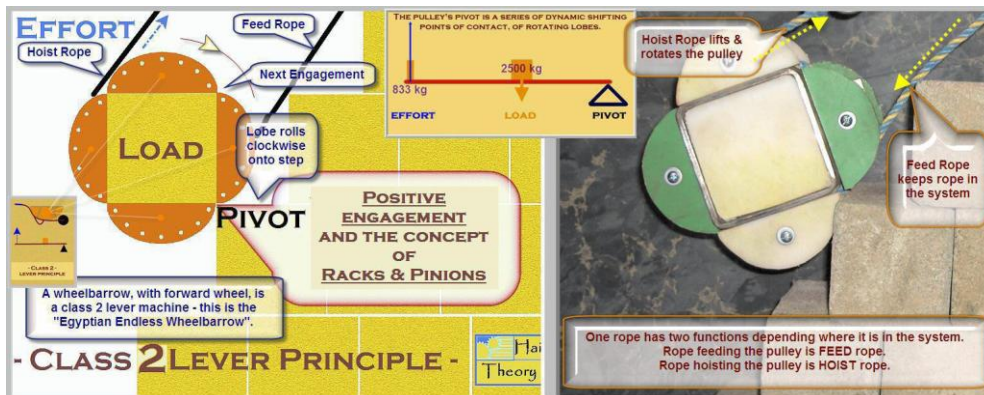 EFFORT
Hoist Rope
Feed Rope
Next Engagement
LOAD
Lobe rolls
clockwise
onto step
PIVOT
POSITIVE
ENGAGEMENT
AND THE CONCEPT
OF
RACKS & PINIONS
- CLASS 2 -
LEVER PRINCIPLE
A wheelbarrow, with forward wheel, is
a class 2 lever machine - this is the
"Egyptian Endless Wheelbarrow".
- CLASS 2 LEVER PRINCIPLE -
Hai
Theory
THE PULLEY'S PIVOT IS A SERIES OF DYNAMIC SHIFTING
POINTS OF CONTACT, OF ROTATING LOBES.
2500 kg
833 kg
EFFORT
LOAD
PIVOT
Hoist Rope lifts &
rotates the pulley
Feed Rope
keeps rope in
the system
One rope has two functions depending where it is in the system.
Rope feeding the pulley is FEED rope.
Rope hoisting the pulley is HOIST rope.